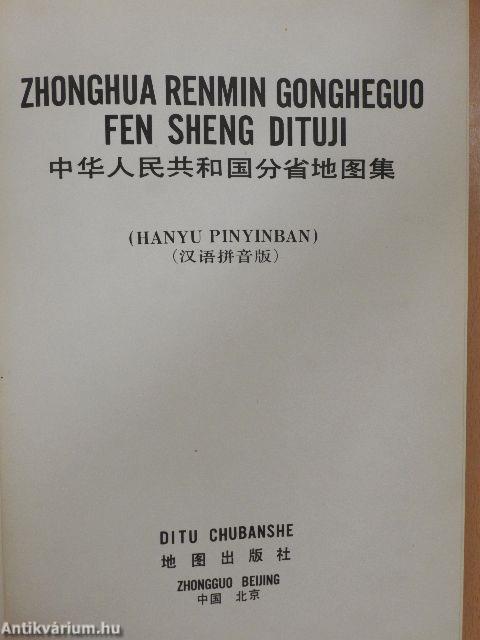 ZHONGHUA RENMIN GONGHEGUO
FEN SHENG DITUJI
中华人民共和国分省地图集
(HANYU PINYINBAN)
(汉语拼音版)
DITU CHUBANSHE
地图出版社
ZHONGGUO BEIJING
中国 北京
Antikvárium.hu